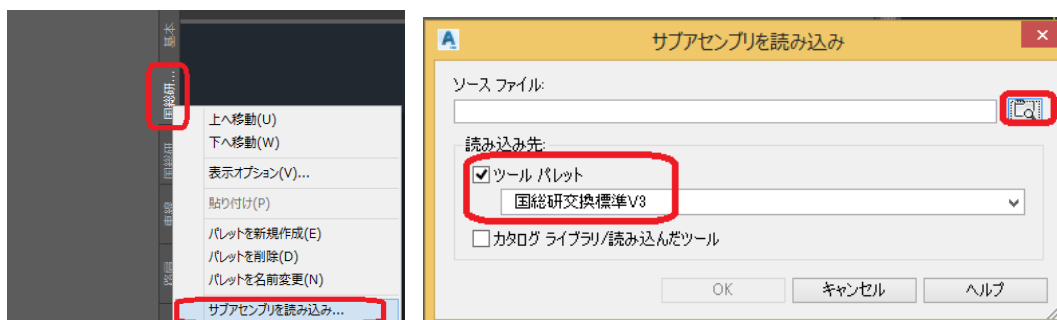 基本
国総研...
国総研
上へ移動(U)
下へ移動(W)
表示オプション(V)...
貼り付け(P)
パレットを新規作成(E)
パレットを削除(D)
パレットを名前変更(N)
サブアセンブリを読み込み...
サブアセンブリを読み込み
ソース ファイル:
読み込み先:
ツール パレット
国総研交換標準V3
カタログ ライブラリ/読み込んだツール
OK
キャンセル
ヘルプ